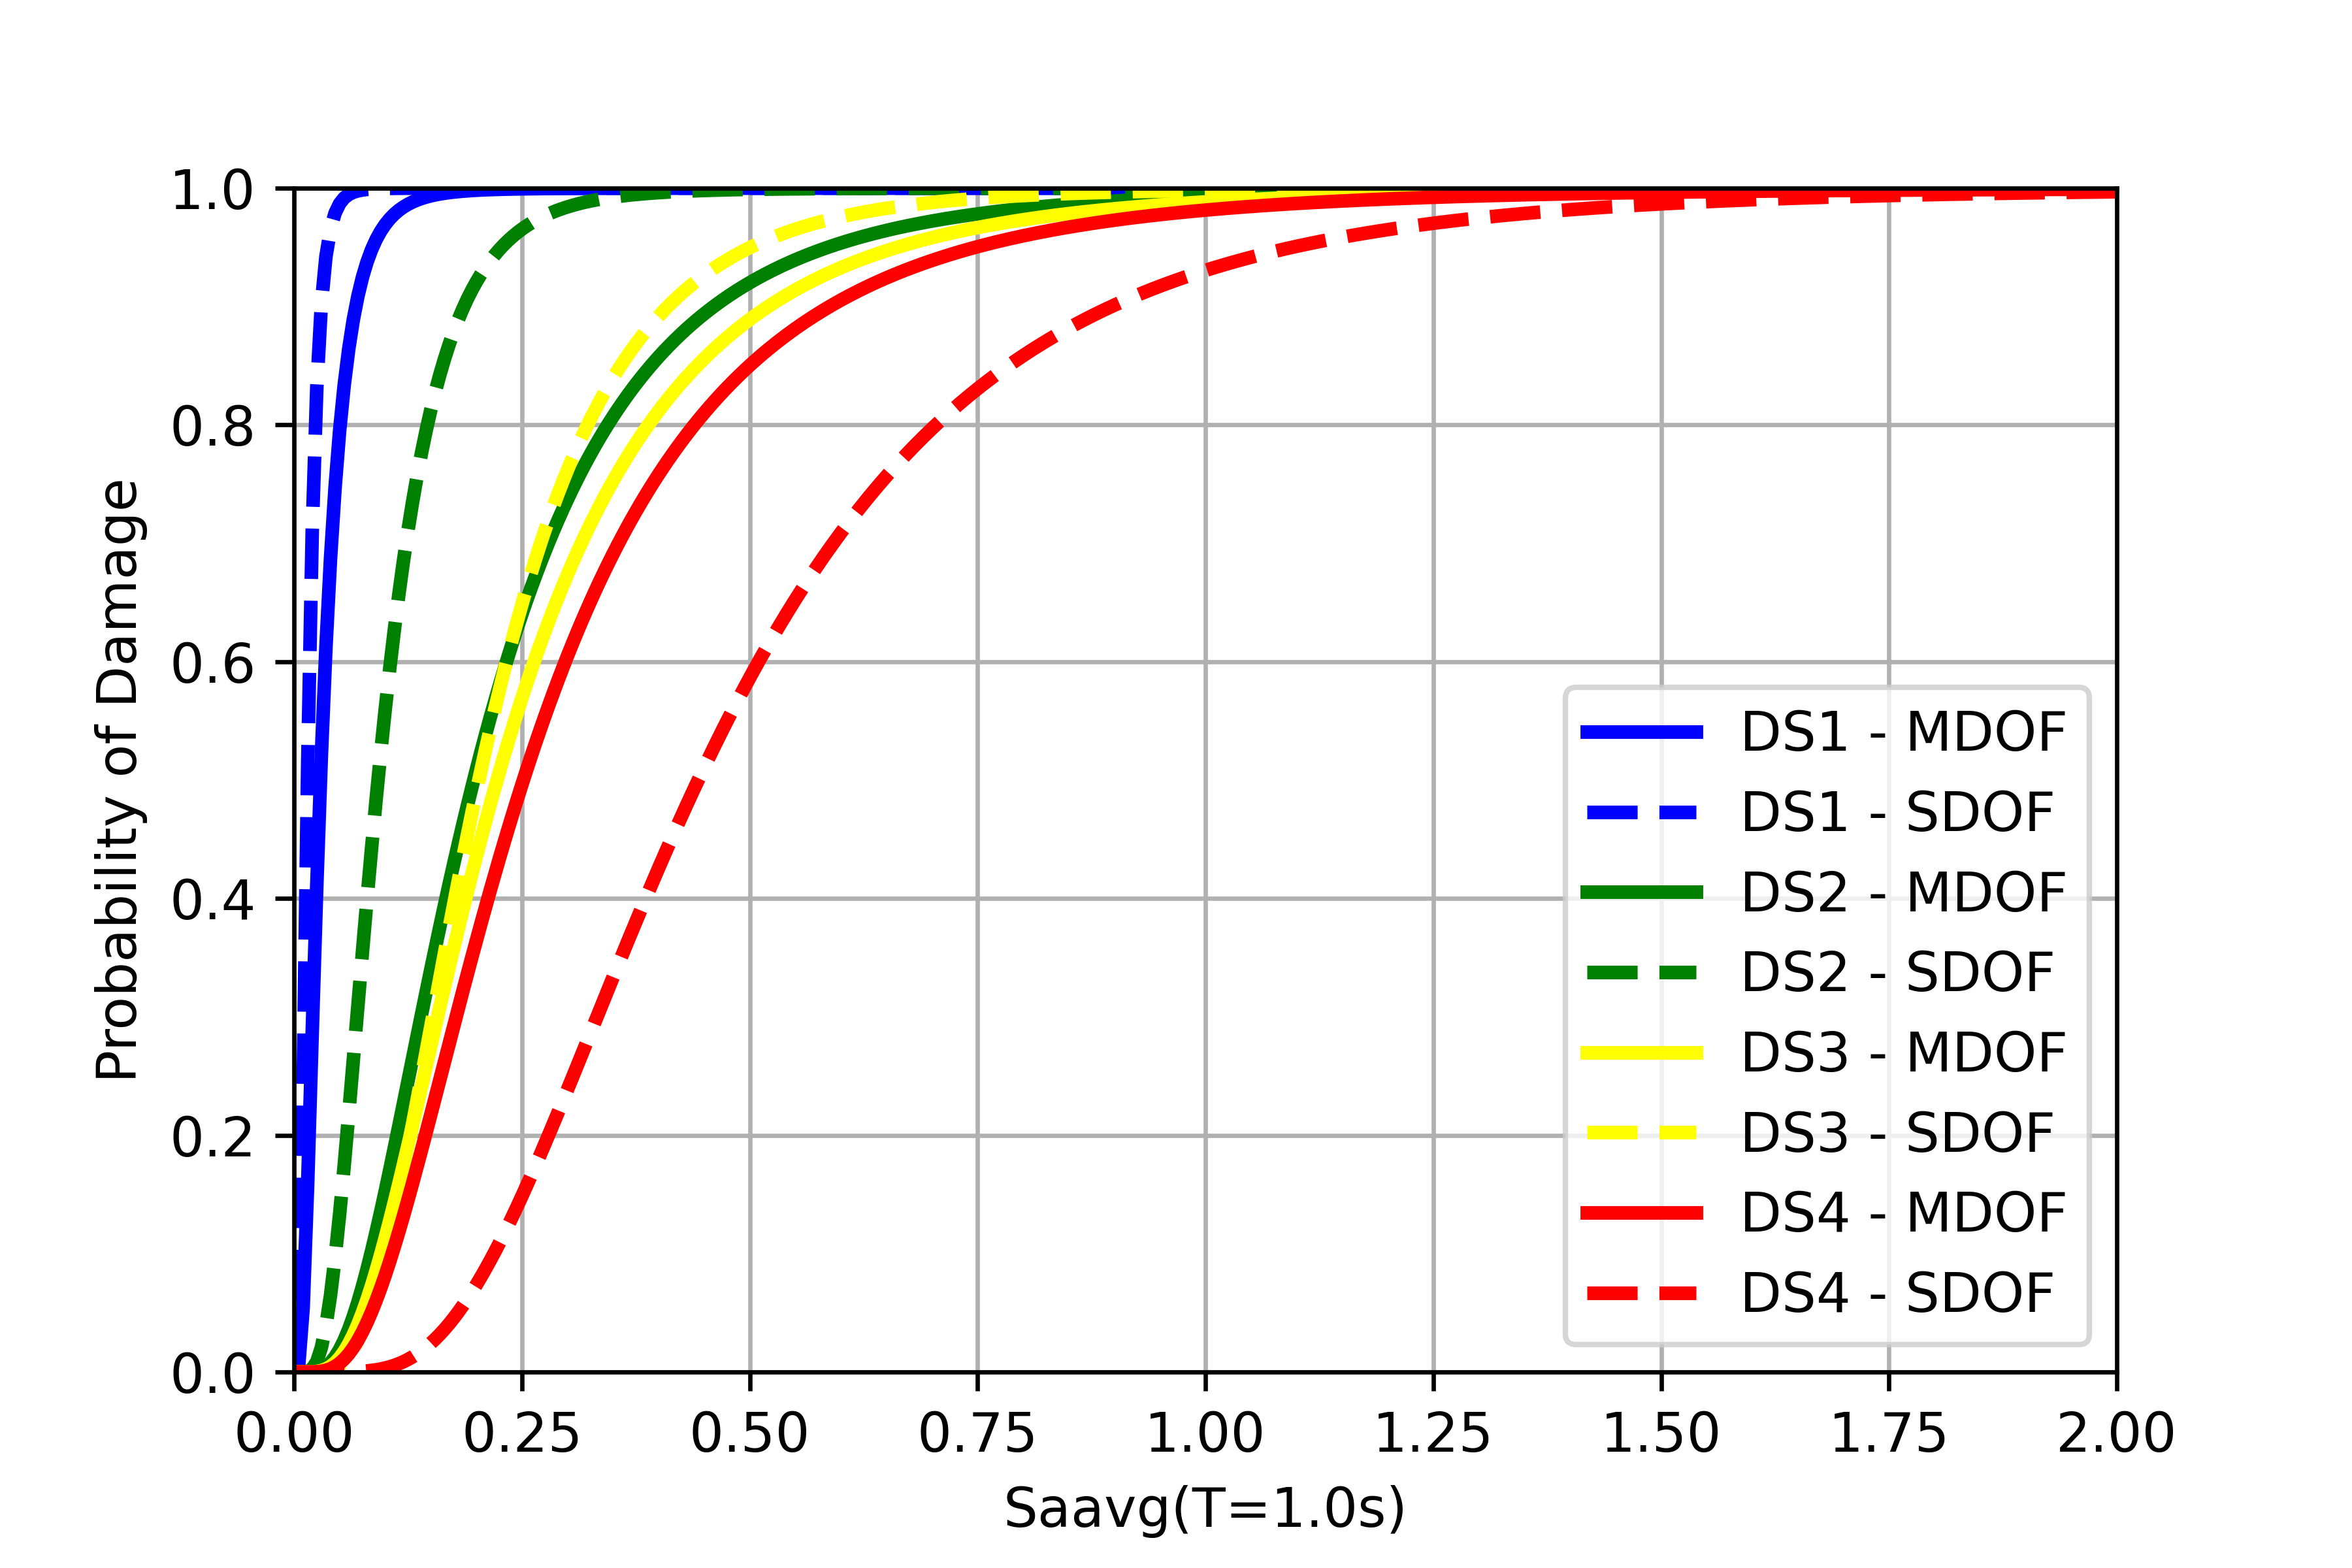 1.0
0.8
0.6
0.4
0.2
0.0
Probability of Damage
0.00 0.25 0.50 0.75 1.00 1.25 1.50 1.75 2.00
Saavg(T=1.0s)
DS1 - MDOF
DS1 - SDOF
DS2 - MDOF
DS2 - SDOF
DS3 - MDOF
DS3 - SDOF
DS4 - MDOF
DS4 - SDOF